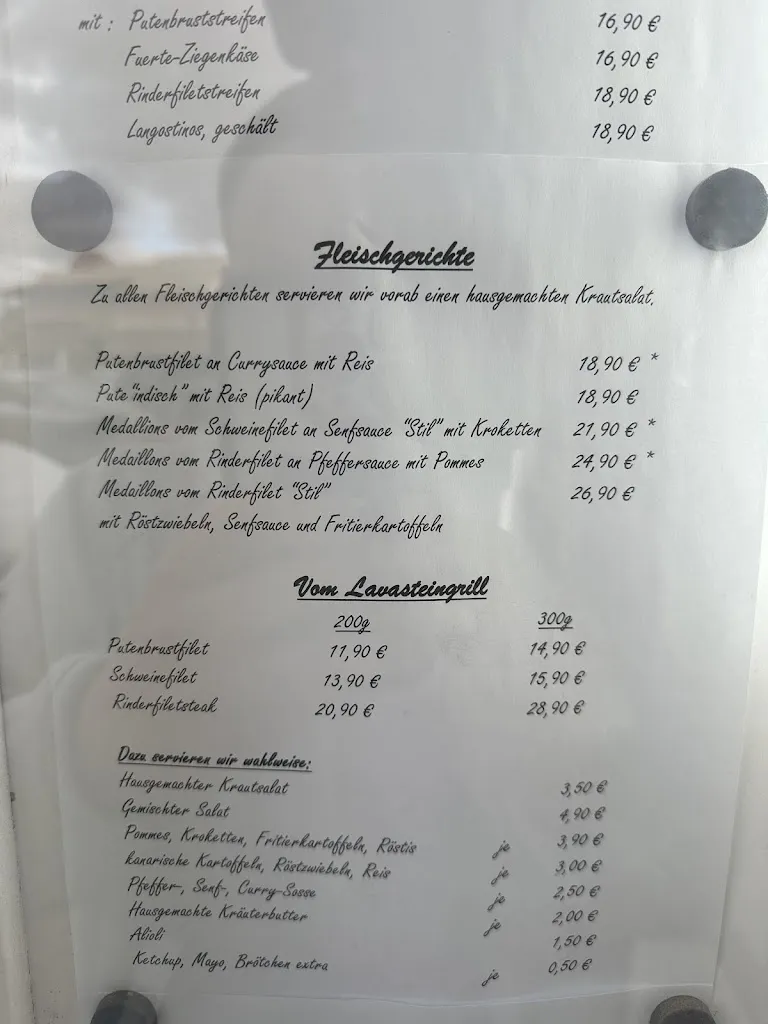 mit : Putenbruststreifen 16,90 €
Fuerte-Ziegenkäse 16,90 €
Rinderfiletstreifen 18,90 €
Langostinos, geschält 18,90 €
Fleischgerichte
Zu allen Fleischgerichten servieren wir vorab einen hausgemachten Krautsalat.
Putenbrustfilet an Currysauce mit Reis 18,90 € *
Pute "indisch" mit Reis (pikant) 18,90 €
Medallions vom Schweinefilet an Senfsauce "Stil" mit Kroketten 21,90 € *
Medaillons vom Rinderfilet an Pfeffersauce mit Pommes 24,90 € *
Medaillons vom Rinderfilet "Stil" 26,90 €
mit Röstzwiebeln, Senfsauce und Fritierkartoffeln
Vom Lavasteingrill
200g 300g
Putenbrustfilet 11,90 € 14,90 €
Schweinefilet 13,90 € 15,90 €
Rinderfiletsteak 20,90 € 28,90 €
Dazu servieren wir wahlweise:
Hausgemachter Krautsalat 3,50 €
Gemischter Salat 4,90 €
Pommes, Kroketten, Fritierkartoffeln, Röstis je 3,90 €
kanarische Kartoffeln, Röstzwiebeln, Reis je 3,00 €
Pfeffer-, Senf-, Curry-Sosse je 2,50 €
Hausgemachte Kräuterbutter je 2,00 €
Alioli 1,50 €
Ketchup, Mayo, Brötchen extra je 0,50 €